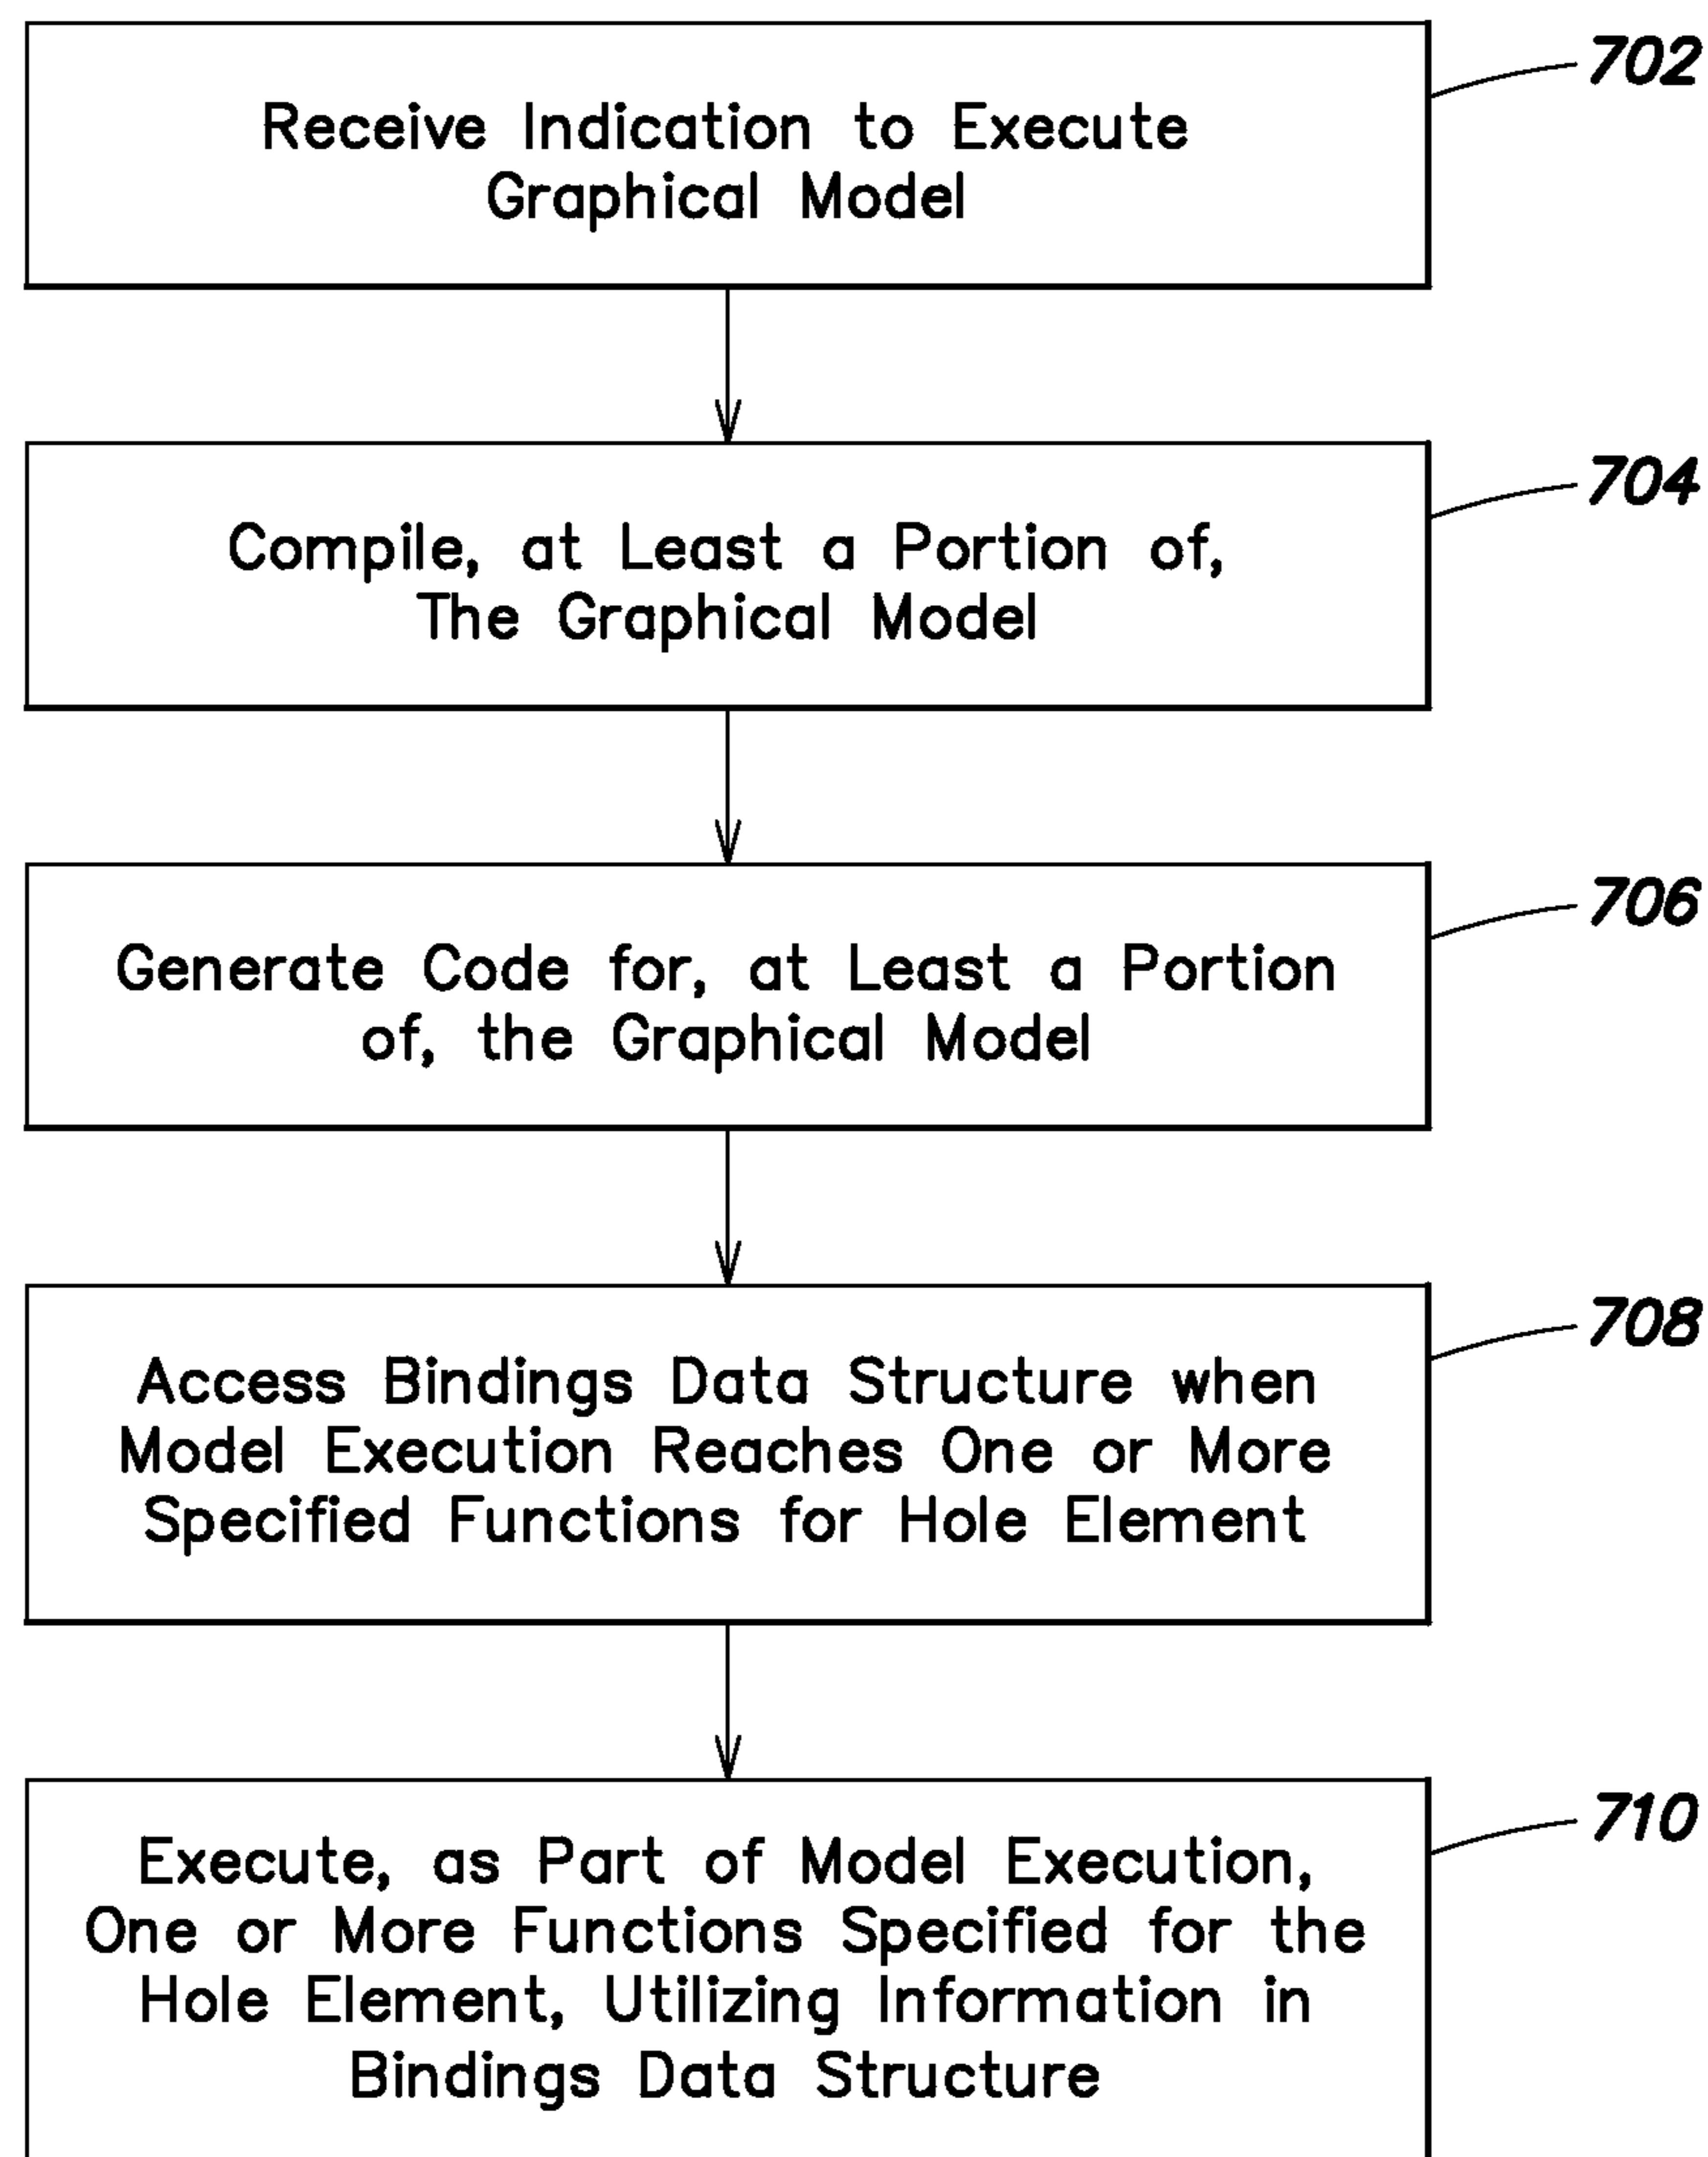 702
Receive Indication to Execute
Graphical Model
704
Compile, at Least a Portion of,
The Graphical Model
706
Generate Code for, at Least a Portion
of, the Graphical Model
708
Access Bindings Data Structure when
Model Execution Reaches One or More
Specified Functions for Hole Element
710
Execute, as Part of Model Execution,
One or More Functions Specified for the
Hole Element, Utilizing Information in
Bindings Data Structure